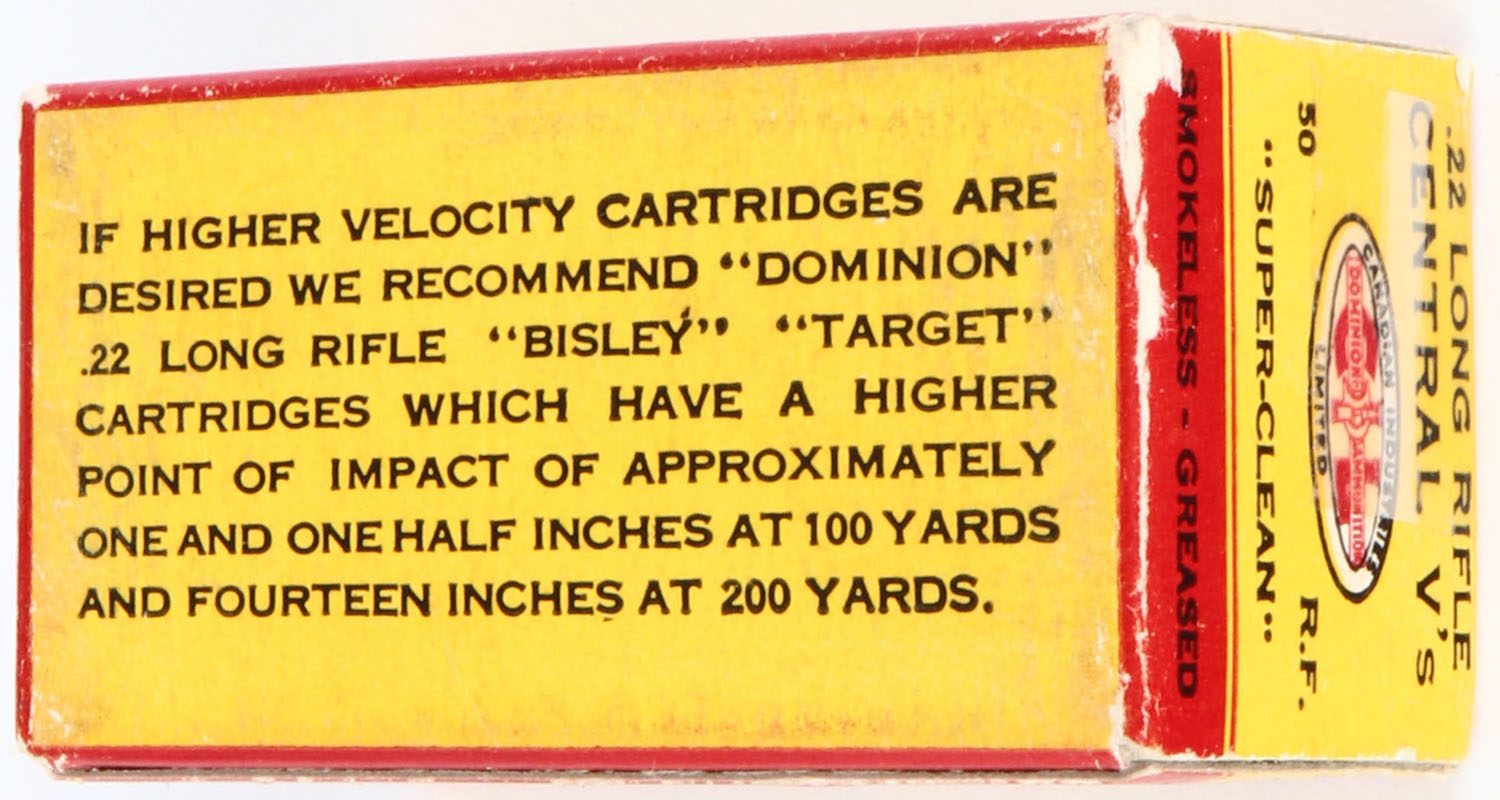 IF HIGHER VELOCITY CARTRIDGES ARE
DESIRED WE RECOMMEND “DOMINION”
.22 LONG RIFLE “BISLEY” “TARGET”
CARTRIDGES WHICH HAVE A HIGHER
POINT OF IMPACT OF APPROXIMATELY
ONE AND ONE HALF INCHES AT 100 YARDS
AND FOURTEEN INCHES AT 200 YARDS.
.22 LONG RIFLE
CENTRAL V'S
CANADIAN INDUSTRIES
DOMINION AMMUNITION
LIMITED
50 R.F.
“SUPER-CLEAN”
SMOKELESS - GREASED